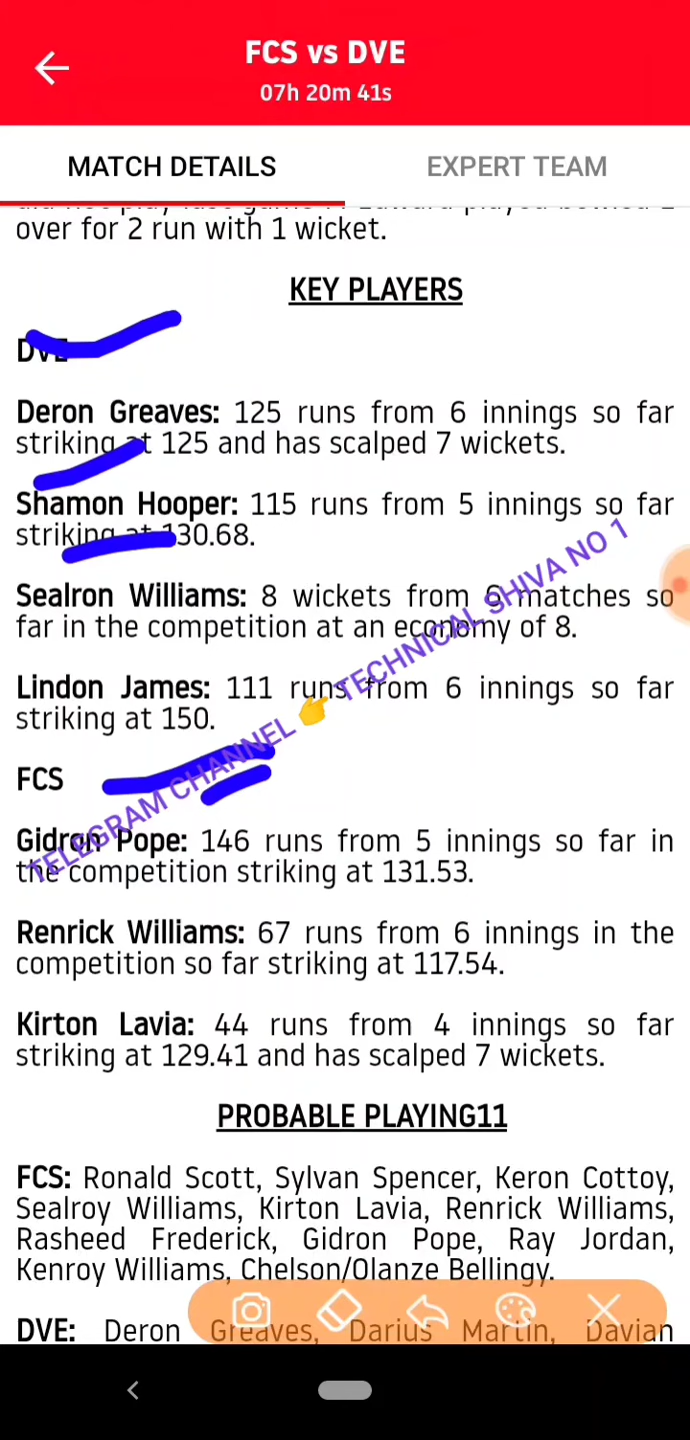 FCS vs DVE
07h 20m 41s
MATCH DETAILS
EXPERT TEAM
over for 2 run with 1 wicket.
KEY PLAYERS
DVE
Deron Greaves: 125 runs from 6 innings so far
striking at 125 and has scalped 7 wickets.
Shamon Hooper: 115 runs from 5 innings so far
striking at 130.68.
Sealron Williams: 8 wickets from 6 matches so
far in the competition at an economy of 8.
Lindon James: 111 runs from 6 innings so far
striking at 150.
FCS
Gidron Pope: 146 runs from 5 innings so far in
the competition striking at 131.53.
Renrick Williams: 67 runs from 6 innings in the
competition so far striking at 117.54.
Kirton Lavia: 44 runs from 4 innings so far
striking at 129.41 and has scalped 7 wickets.
PROBABLE PLAYING11
FCS: Ronald Scott, Sylvan Spencer, Keron Cottoy,
Sealroy Williams, Kirton Lavia, Renrick Williams,
Rasheed Frederick, Gidron Pope, Ray Jordan,
Kenroy Williams, Chelson/Olanze Bellingy.
DVE: Deron Greaves, Darius Martin, Davian
TELEGRAM CHANNEL 👉 TECHNICAL SHIVA NO 1